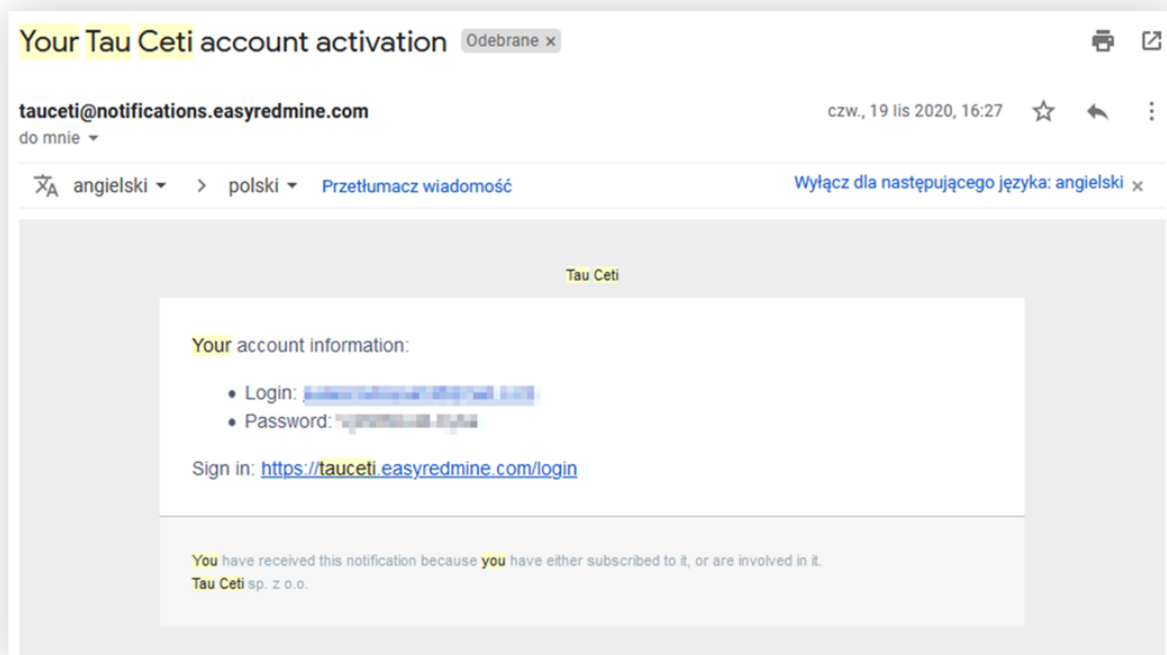 Your Tau Ceti account activation Odebrane x
tauceti@notifications.easyredmine.com czw., 19 lis 2020, 16:27
do mnie
angielski > polski Przetłumacz wiadomość Wyłącz dla następującego języka: angielski x
Tau Ceti
Your account information:
• Login:
• Password:
Sign in: https://tauceti.easyredmine.com/login
You have received this notification because you have either subscribed to it, or are involved in it.
Tau Ceti sp. z o.o.